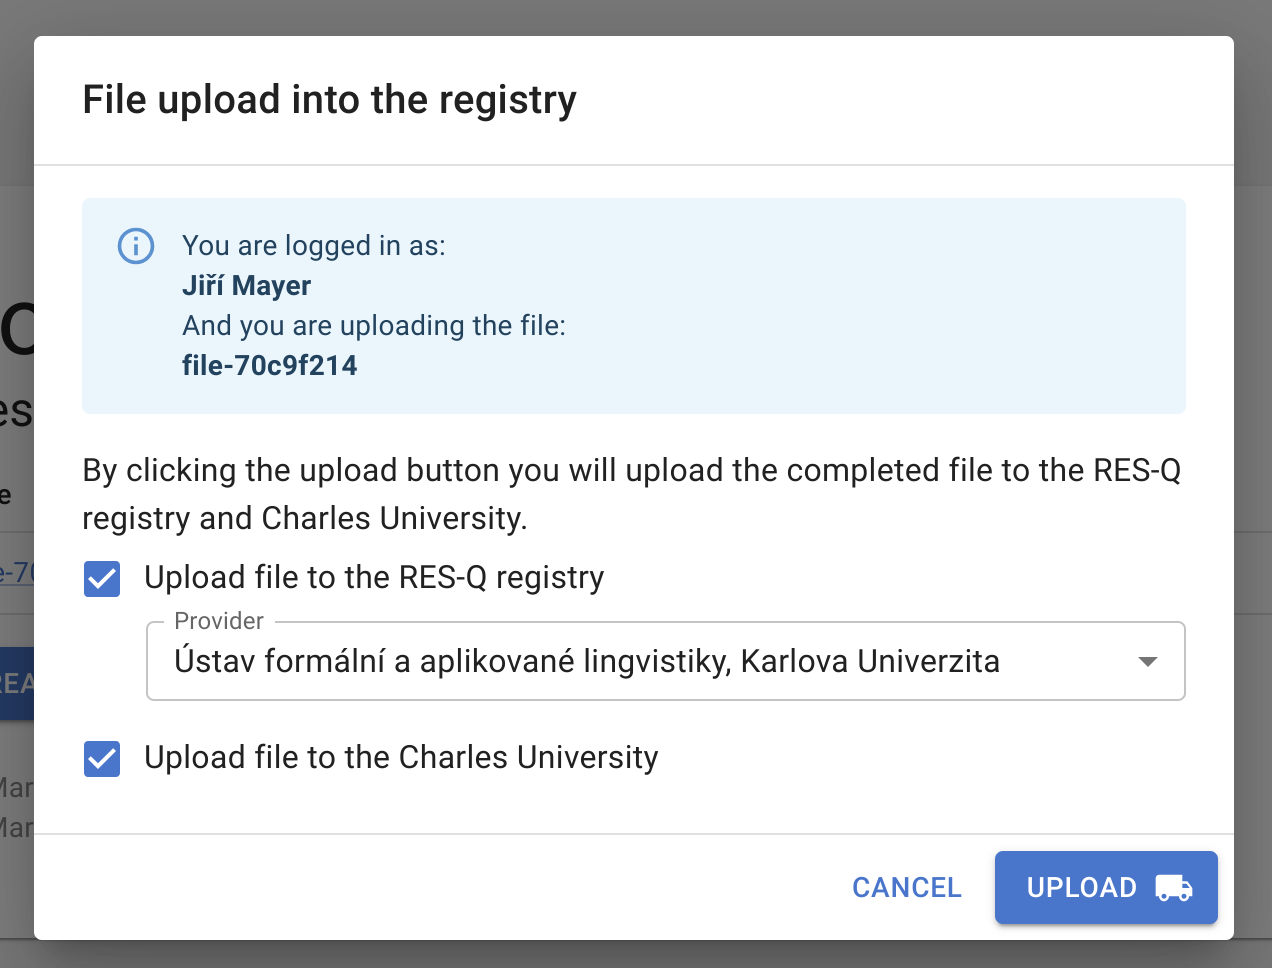 File upload into the registry
You are logged in as:
Jiří Mayer
And you are uploading the file:
file-70c9f214
By clicking the upload button you will upload the completed file to the RES-Q
registry and Charles University.
Upload file to the RES-Q registry
Provider
Ústav formální a aplikované lingvistiky, Karlova Univerzita
Upload file to the Charles University
CANCEL
UPLOAD